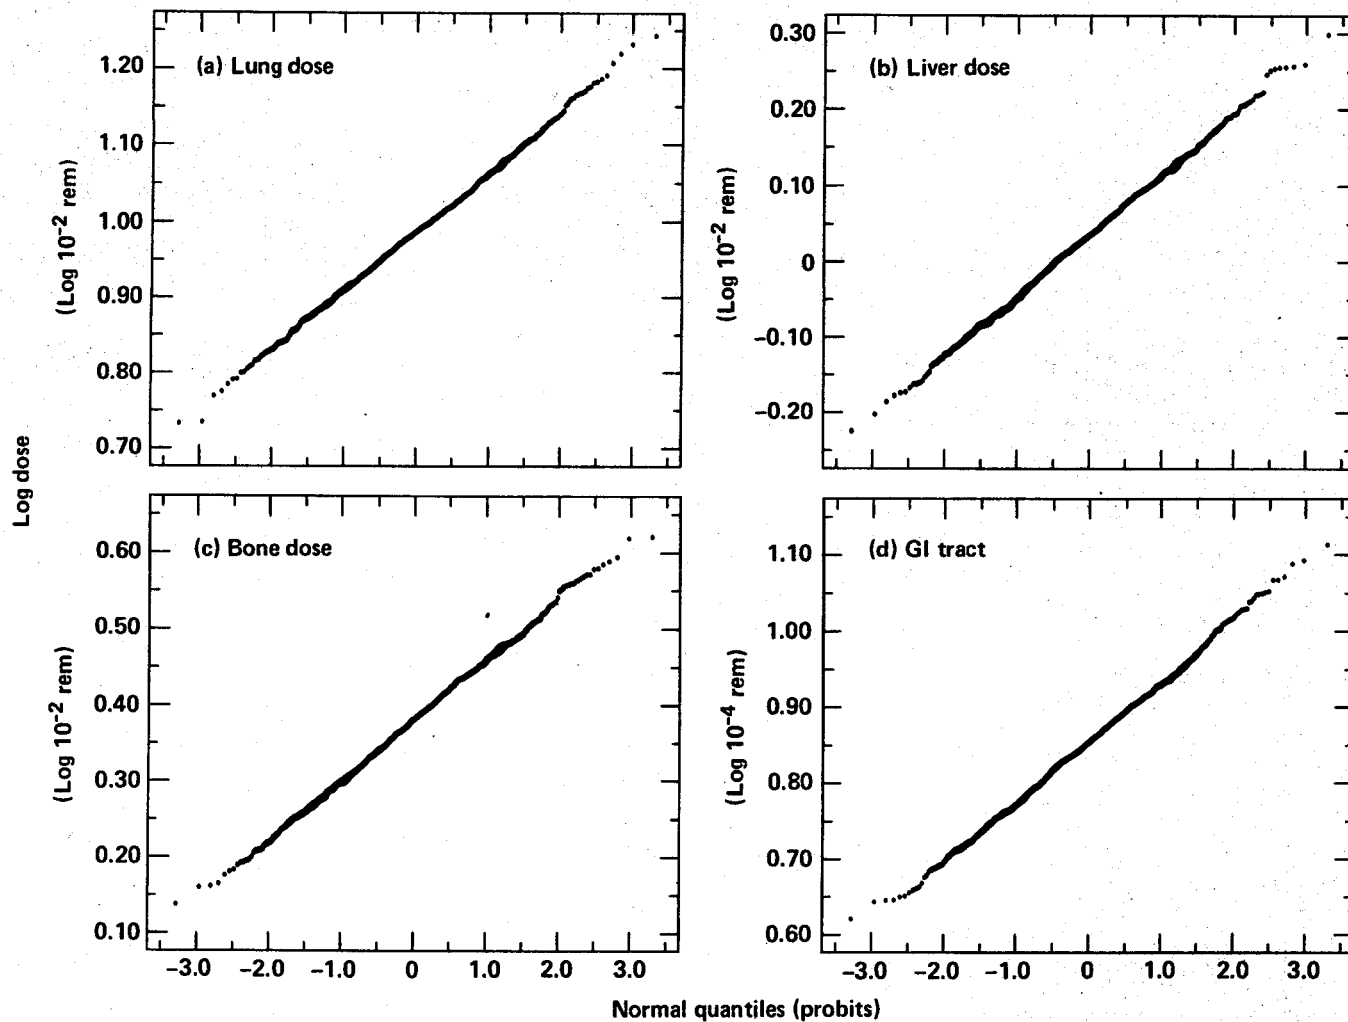 (a) Lung dose
1.20
1.10
1.00
0.90
0.80
0.70
(Log 10⁻² rem)
(b) Liver dose
0.30
0.20
0.10
0
−0.10
−0.20
(Log 10⁻² rem)
Log dose
(c) Bone dose
0.60
0.50
0.40
0.30
0.20
0.10
(Log 10⁻² rem)
−3.0 −2.0 −1.0 0 1.0 2.0 3.0
(d) GI tract
1.10
1.00
0.90
0.80
0.70
0.60
(Log 10⁻⁴ rem)
−3.0 −2.0 −1.0 0 1.0 2.0 3.0
Normal quantiles (probits)